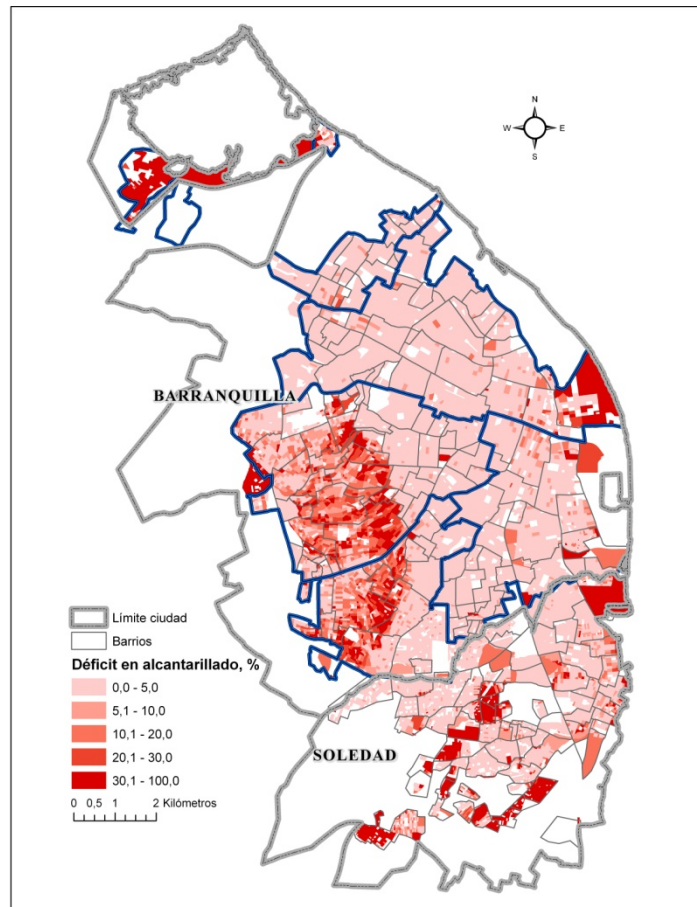 N
W E
S
BARRANQUILLA
Límite ciudad
Barrios
Déficit en alcantarillado, %
0,0 - 5,0
5,1 - 10,0
10,1 - 20,0
20,1 - 30,0
30,1 - 100,0
0 0,5 1 2 Kilómetros
SOLEDAD